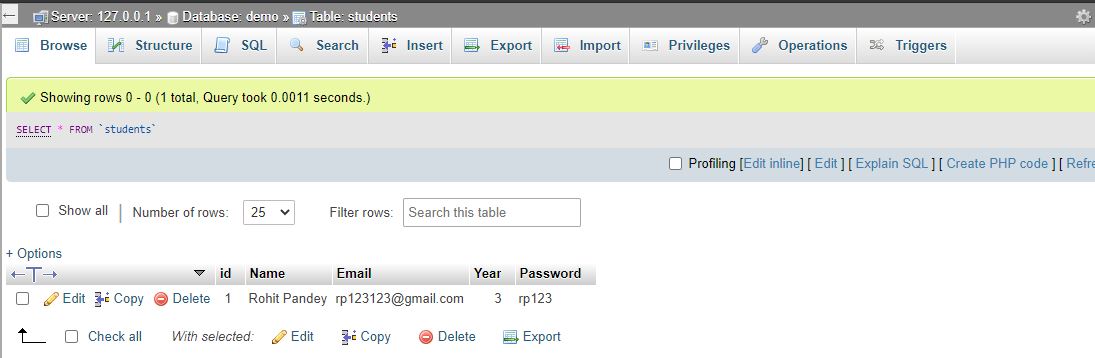 Server: 127.0.0.1 » Database: demo » Table: students
Browse Structure SQL Search Insert Export Import Privileges Operations Triggers
Showing rows 0 - 0 (1 total, Query took 0.0011 seconds.)
SELECT * FROM `students`
Profiling [Edit inline] [ Edit ] [ Explain SQL ] [ Create PHP code ] [ Refre
Show all | Number of rows: 25 Filter rows: Search this table
+ Options
id Name Email Year Password
Edit Copy Delete 1 Rohit Pandey rp123123@gmail.com 3 rp123
Check all With selected: Edit Copy Delete Export